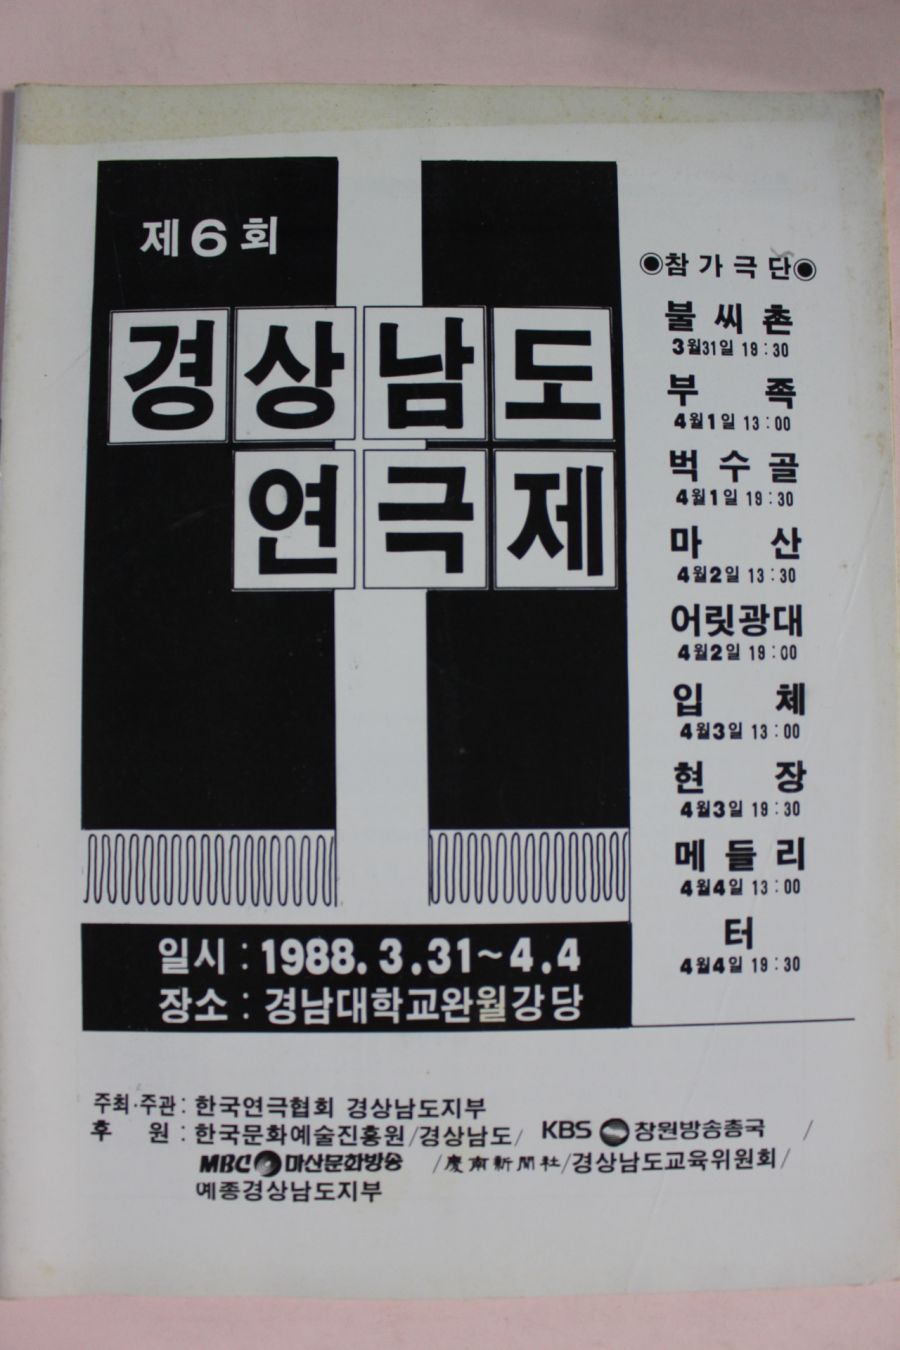 제6회
경상남도
연극제
◉참가극단◉
불씨촌
3월31일 19:30
부족
4월1일 13:00
벅수골
4월1일 19:30
마산
4월2일 13:30
어릿광대
4월2일 19:00
입체
4월3일 13:00
현장
4월3일 19:30
메들리
4월4일 13:00
터
4월4일 19:30
일시 : 1988. 3. 31~4. 4
장소 : 경남대학교완월강당
주최·주관 : 한국연극협회 경상남도지부
후원 : 한국문화예술진흥원/경상남도/ KBS 창원방송총국 /
MBC 마산문화방송 /慶南新聞社/경상남도교육위원회/
예종경상남도지부